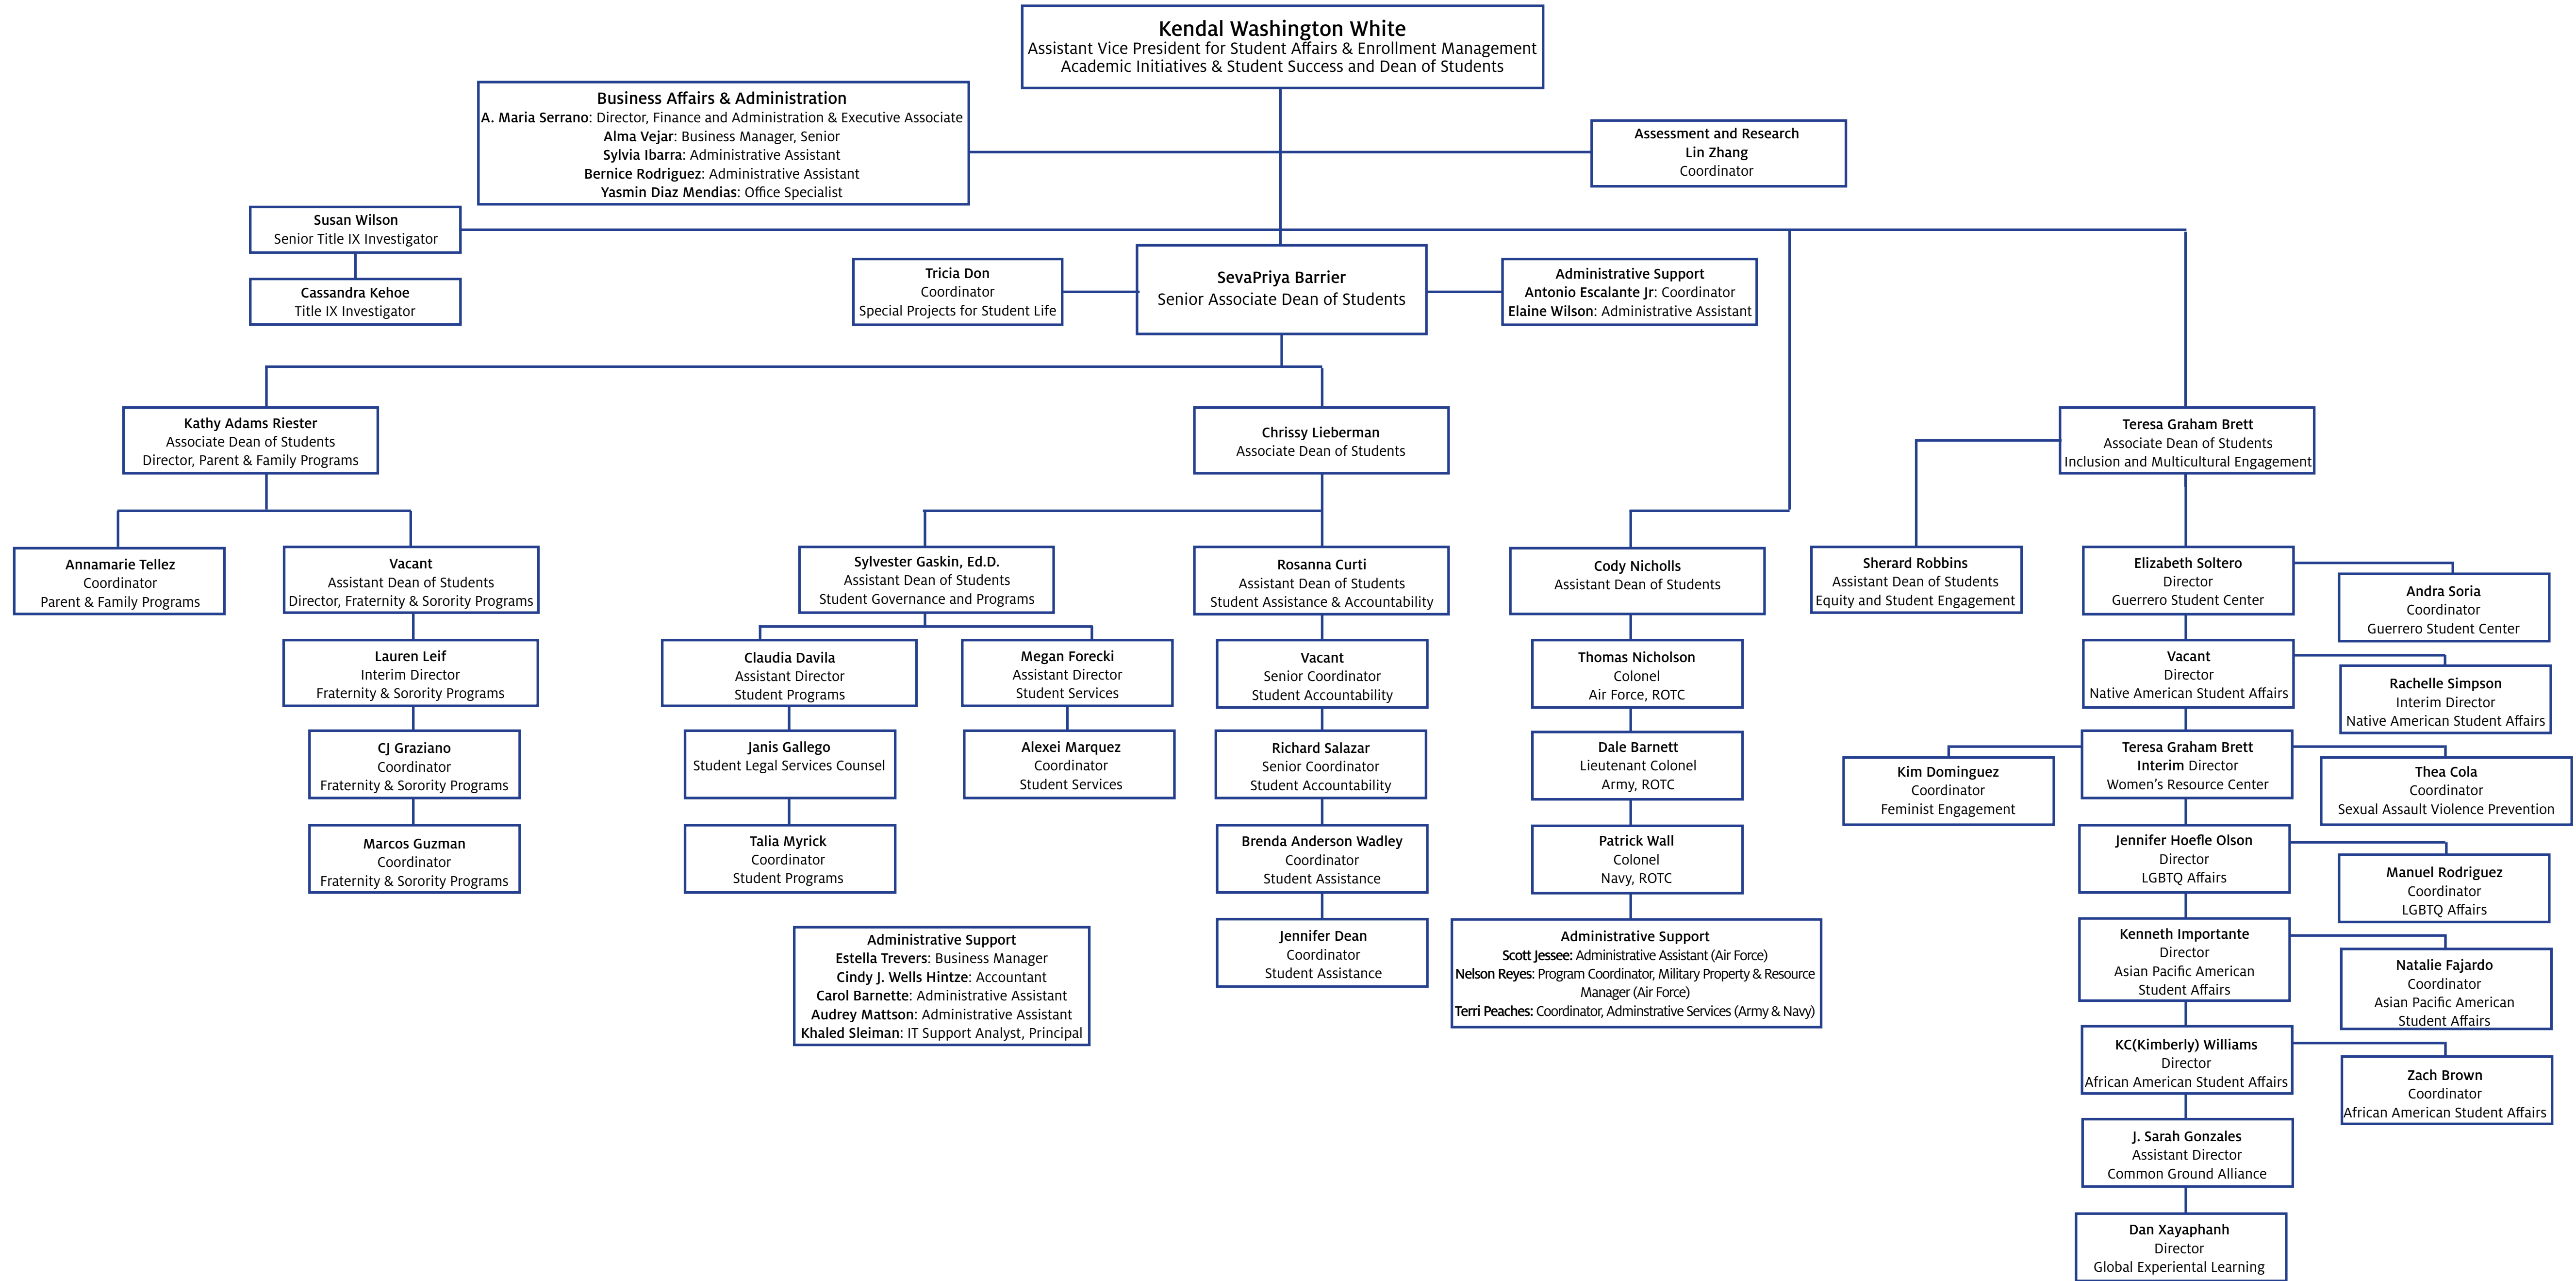 Kendal Washington White
Assistant Vice President for Student Affairs & Enrollment Management
Academic Initiatives & Student Success and Dean of Students
Business Affairs & Administration
A. Maria Serrano: Director, Finance and Administration & Executive Associate
Alma Vejar: Business Manager, Senior
Sylvia Ibarra: Administrative Assistant
Bernice Rodriguez: Administrative Assistant
Yasmin Diaz Mendias: Office Specialist
Assessment and Research
Lin Zhang
Coordinator
Susan Wilson
Senior Title IX Investigator
Cassandra Kehoe
Title IX Investigator
Tricia Don
Coordinator
Special Projects for Student Life
SevaPriya Barrier
Senior Associate Dean of Students
Administrative Support
Antonio Escalante Jr: Coordinator
Elaine Wilson: Administrative Assistant
Kathy Adams Riester
Associate Dean of Students
Director, Parent & Family Programs
Chrissy Lieberman
Associate Dean of Students
Teresa Graham Brett
Associate Dean of Students
Inclusion and Multicultural Engagement
Annamarie Tellez
Coordinator
Parent & Family Programs
Vacant
Assistant Dean of Students
Director, Fraternity & Sorority Programs
Lauren Leif
Interim Director
Fraternity & Sorority Programs
CJ Graziano
Coordinator
Fraternity & Sorority Programs
Marcos Guzman
Coordinator
Fraternity & Sorority Programs
Sylvester Gaskin, Ed.D.
Assistant Dean of Students
Student Governance and Programs
Claudia Davila
Assistant Director
Student Programs
Janis Gallego
Student Legal Services Counsel
Talia Myrick
Coordinator
Student Programs
Megan Forecki
Assistant Director
Student Services
Alexei Marquez
Coordinator
Student Services
Administrative Support
Estella Trevers: Business Manager
Cindy J. Wells Hintze: Accountant
Carol Barnette: Administrative Assistant
Audrey Mattson: Administrative Assistant
Khaled Sleiman: IT Support Analyst, Principal
Rosanna Curti
Assistant Dean of Students
Student Assistance & Accountability
Vacant
Senior Coordinator
Student Accountability
Richard Salazar
Senior Coordinator
Student Accountability
Brenda Anderson Wadley
Coordinator
Student Assistance
Jennifer Dean
Coordinator
Student Assistance
Cody Nicholls
Assistant Dean of Students
Thomas Nicholson
Colonel
Air Force, ROTC
Dale Barnett
Lieutenant Colonel
Army, ROTC
Patrick Wall
Colonel
Navy, ROTC
Administrative Support
Scott Jessee: Administrative Assistant (Air Force)
Nelson Reyes: Program Coordinator, Military Property & Resource
Manager (Air Force)
Terri Peaches: Coordinator, Adminstrative Services (Army & Navy)
Sherard Robbins
Assistant Dean of Students
Equity and Student Engagement
Elizabeth Soltero
Director
Guerrero Student Center
Andra Soria
Coordinator
Guerrero Student Center
Vacant
Director
Native American Student Affairs
Rachelle Simpson
Interim Director
Native American Student Affairs
Kim Dominguez
Coordinator
Feminist Engagement
Teresa Graham Brett
Interim Director
Women's Resource Center
Thea Cola
Coordinator
Sexual Assault Violence Prevention
Jennifer Hoefle Olson
Director
LGBTQ Affairs
Manuel Rodriguez
Coordinator
LGBTQ Affairs
Kenneth Importante
Director
Asian Pacific American
Student Affairs
Natalie Fajardo
Coordinator
Asian Pacific American
Student Affairs
KC(Kimberly) Williams
Director
African American Student Affairs
Zach Brown
Coordinator
African American Student Affairs
J. Sarah Gonzales
Assistant Director
Common Ground Alliance
Dan Xayaphanh
Director
Global Experiental Learning